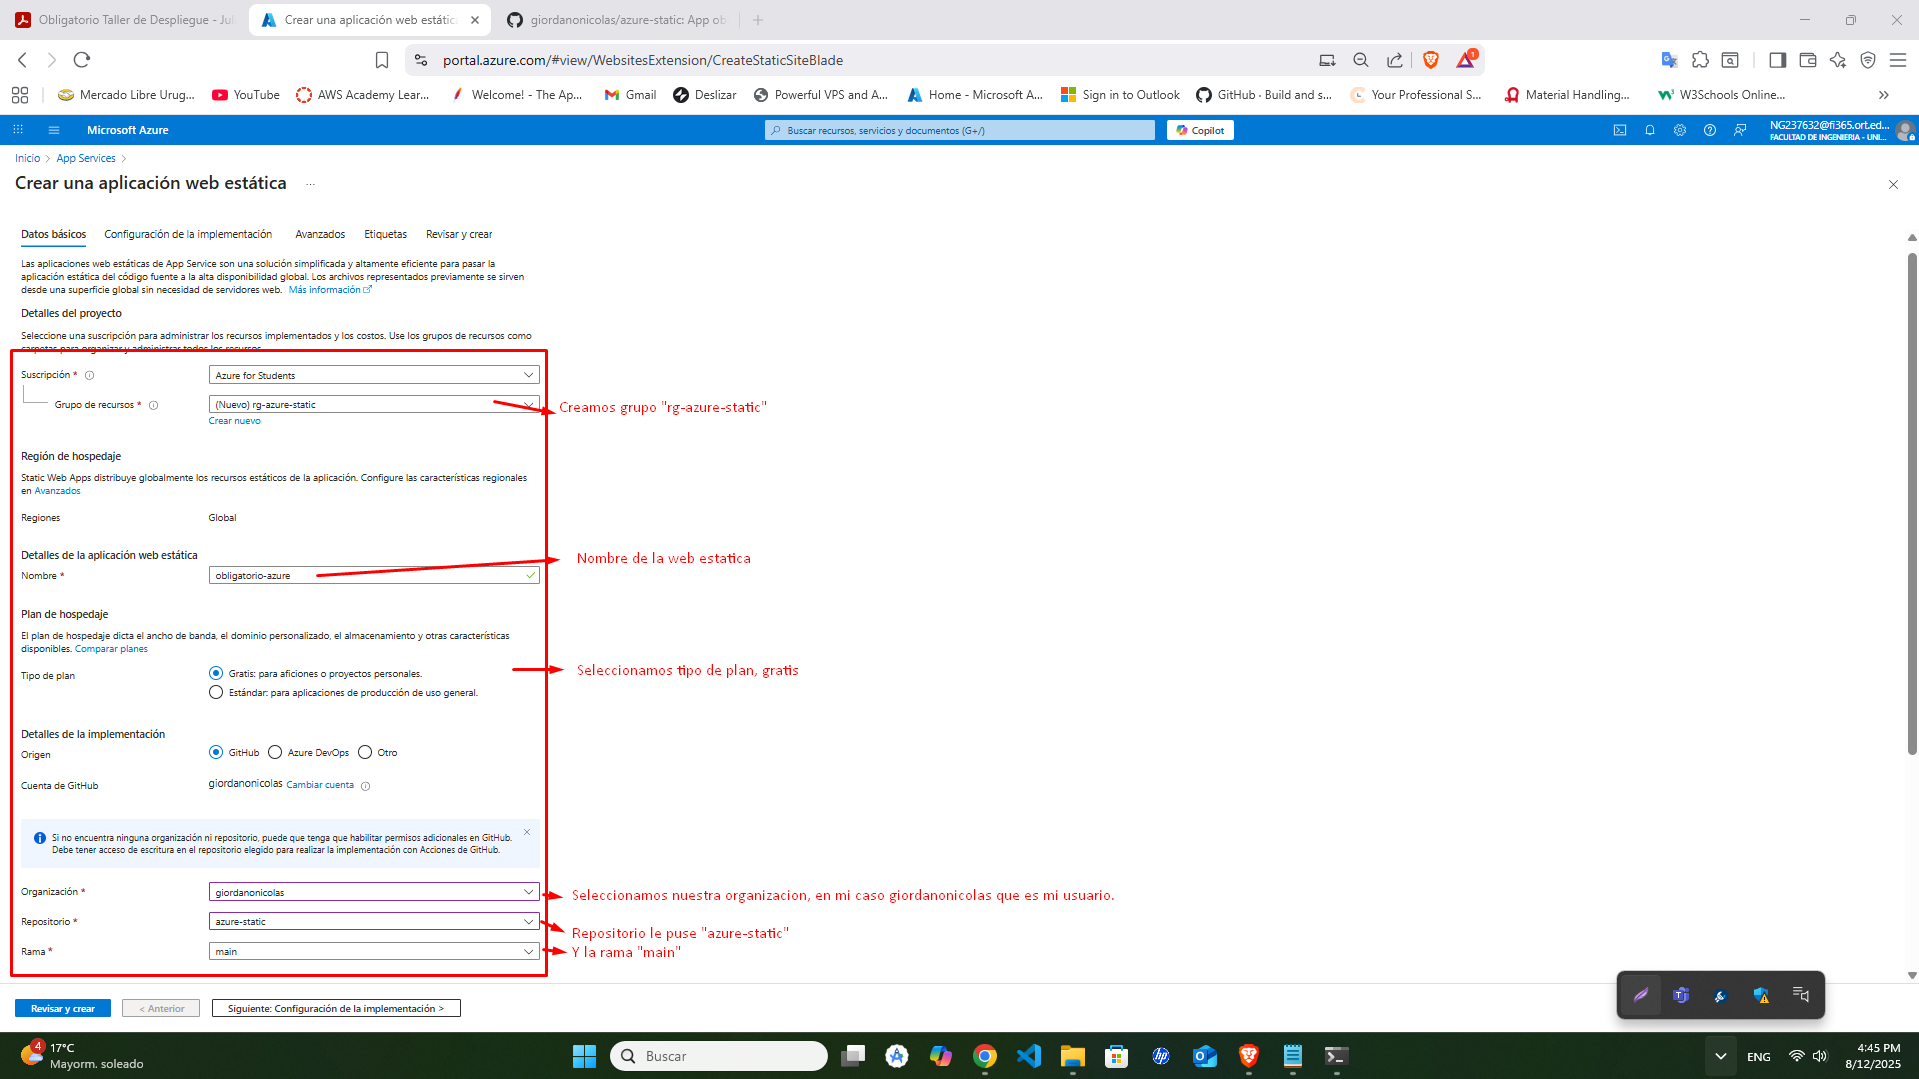 Obligatorio Taller de Despliegue - Jul
Crear una aplicación web estátic
giordanonicolas/azure-static: App ob
portal.azure.com/#view/WebsitesExtension/CreateStaticSiteBlade
1
Mercado Libre Urug...
YouTube
AWS Academy Lear...
Welcome! - The Ap...
Gmail
Deslizar
Powerful VPS and A...
Home - Microsoft A...
Sign in to Outlook
GitHub · Build and s...
Your Professional S...
Material Handling...
W3Schools Online...
Microsoft Azure
Buscar recursos, servicios y documentos (G+/)
Copilot
NG237632@fi365.ort.ed...
FACULTAD DE INGENIERIA - UNI...
Inicio > App Services >
Crear una aplicación web estática ...
Datos básicos Configuración de la implementación Avanzados Etiquetas Revisar y crear
Las aplicaciones web estáticas de App Service son una solución simplificada y altamente eficiente para pasar la
aplicación estática del código fuente a la alta disponibilidad global. Los archivos representados previamente se sirven
desde una superficie global sin necesidad de servidores web. Más información
Detalles del proyecto
Seleccione una suscripción para administrar los recursos implementados y los costos. Use los grupos de recursos como
carpetas para organizar y administrar todos los recursos.
Suscripción * Azure for Students
Grupo de recursos * (Nuevo) rg-azure-static
Creamos grupo "rg-azure-static"
Crear nuevo
Región de hospedaje
Static Web Apps distribuye globalmente los recursos estáticos de la aplicación. Configure las características regionales
en Avanzados
Regiones Global
Detalles de la aplicación web estática
Nombre de la web estatica
Nombre * obligatorio-azure
Plan de hospedaje
El plan de hospedaje dicta el ancho de banda, el dominio personalizado, el almacenamiento y otras características
disponibles. Comparar planes
Tipo de plan Gratis: para aficiones o proyectos personales.
Seleccionamos tipo de plan, gratis
Estándar: para aplicaciones de producción de uso general.
Detalles de la implementación
Origen GitHub Azure DevOps Otro
Cuenta de GitHub giordanonicolas Cambiar cuenta
Si no encuentra ninguna organización ni repositorio, puede que tenga que habilitar permisos adicionales en GitHub.
Debe tener acceso de escritura en el repositorio elegido para realizar la implementación con Acciones de GitHub.
Organización * giordanonicolas
Seleccionamos nuestra organizacion, en mi caso giordanonicolas que es mi usuario.
Repositorio * azure-static
Repositorio le puse "azure-static"
Rama * main
Y la rama "main"
Revisar y crear < Anterior Siguiente: Configuración de la implementación >
4
17°C
Mayorm. soleado
Buscar
ENG
4:45 PM
8/12/2025